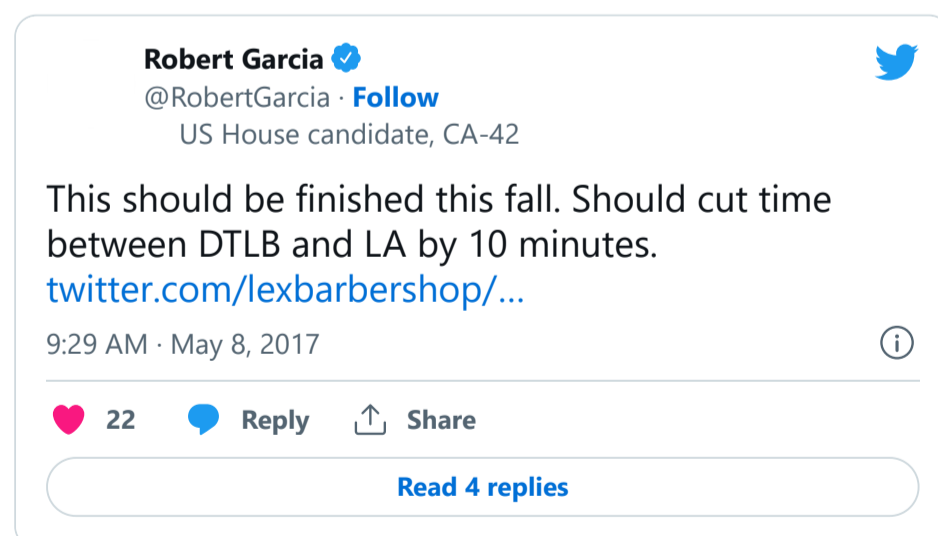 Robert Garcia
@RobertGarcia · Follow
US House candidate, CA-42
This should be finished this fall. Should cut time
between DTLB and LA by 10 minutes.
twitter.com/lexbarbershop/…
9:29 AM · May 8, 2017
22 Reply Share
Read 4 replies